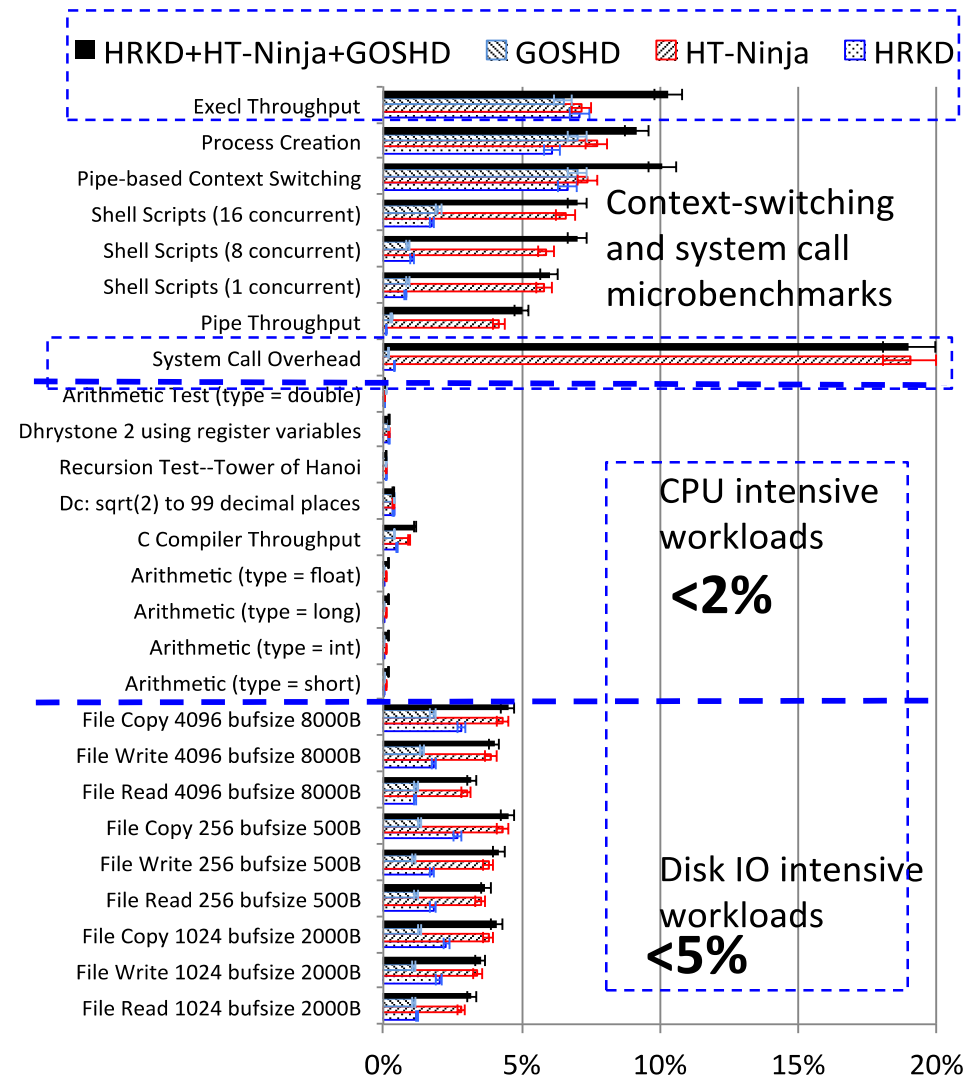 HRKD+HT-Ninja+GOSHD GOSHD HT-Ninja HRKD
Execl Throughput
Process Creation
Pipe-based Context Switching
Shell Scripts (16 concurrent)
Shell Scripts (8 concurrent)
Shell Scripts (1 concurrent)
Pipe Throughput
System Call Overhead
Context-switching
and system call
microbenchmarks
Arithmetic Test (type = double)
Dhrystone 2 using register variables
Recursion Test--Tower of Hanoi
Dc: sqrt(2) to 99 decimal places
C Compiler Throughput
Arithmetic (type = float)
Arithmetic (type = long)
Arithmetic (type = int)
Arithmetic (type = short)
CPU intensive
workloads
<2%
File Copy 4096 bufsize 8000B
File Write 4096 bufsize 8000B
File Read 4096 bufsize 8000B
File Copy 256 bufsize 500B
File Write 256 bufsize 500B
File Read 256 bufsize 500B
File Copy 1024 bufsize 2000B
File Write 1024 bufsize 2000B
File Read 1024 bufsize 2000B
Disk IO intensive
workloads
<5%
0% 5% 10% 15% 20%